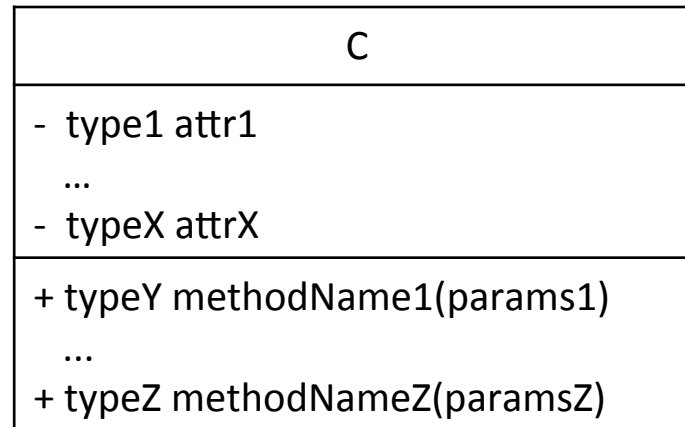 C
- type1 attr1
...
- typeX attrX
+ typeY methodName1(params1)
...
+ typeZ methodNameZ(paramsZ)